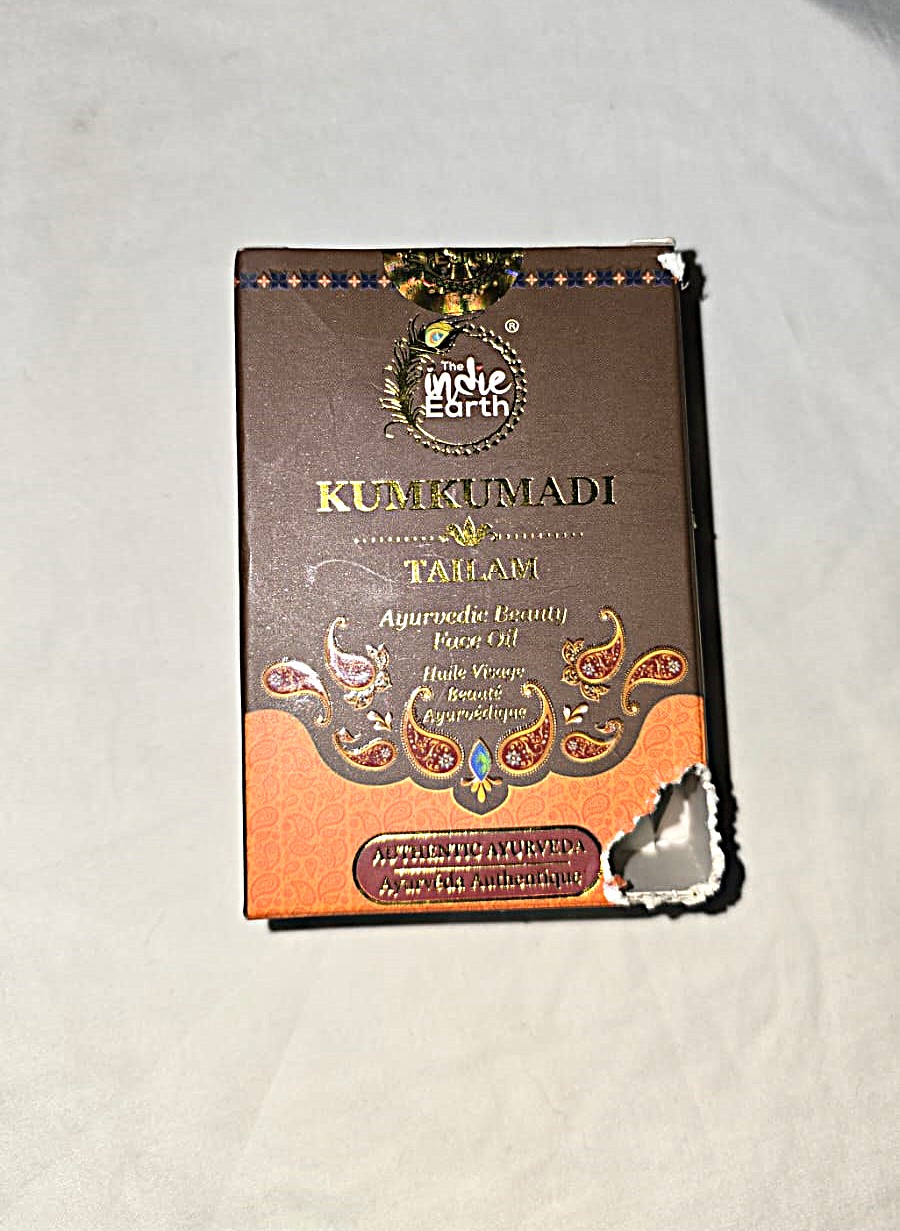 ®
The
indie
Earth
KUMKUMADI
TAILAM
Ayurvedic Beauty
Face Oil
Huile Visage
Beauté
Ayurvédique
AUTHENTIC AYURVEDA
Ayurvéda Authentique